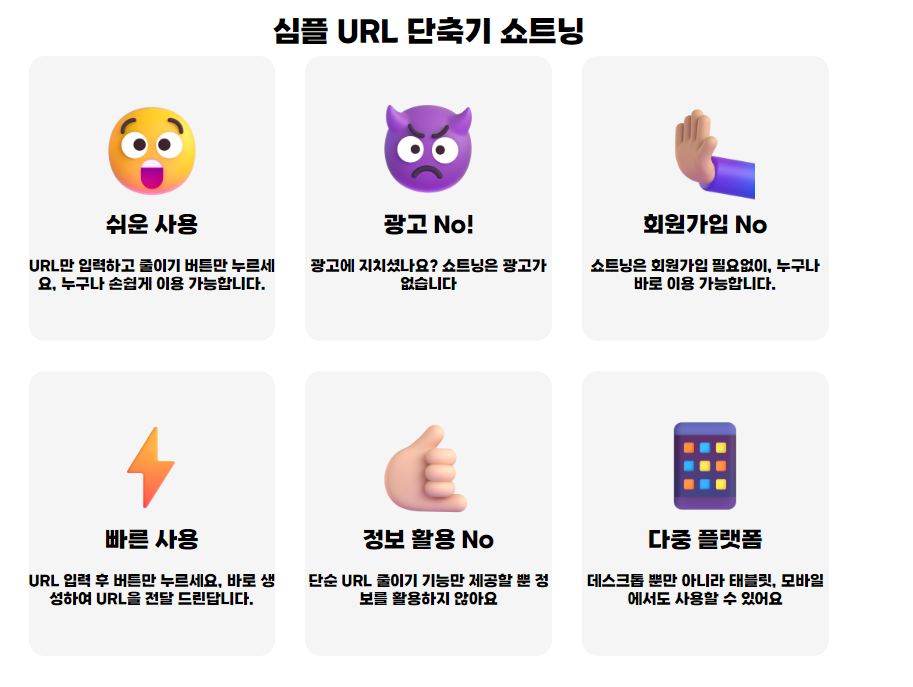 심플 URL 단축기 쇼트닝
쉬운 사용
URL만 입력하고 줄이기 버튼만 누르세
요, 누구나 손쉽게 이용 가능합니다.
광고 No!
광고에 지치셨나요? 쇼트닝은 광고가
없습니다
회원가입 No
쇼트닝은 회원가입 필요없이, 누구나
바로 이용 가능합니다.
빠른 사용
URL 입력 후 버튼만 누르세요, 바로 생
성하여 URL을 전달 드린답니다.
정보 활용 No
단순 URL 줄이기 기능만 제공할 뿐 정
보를 활용하지 않아요
다중 플랫폼
데스크톱 뿐만 아니라 태블릿, 모바일
에서도 사용할 수 있어요